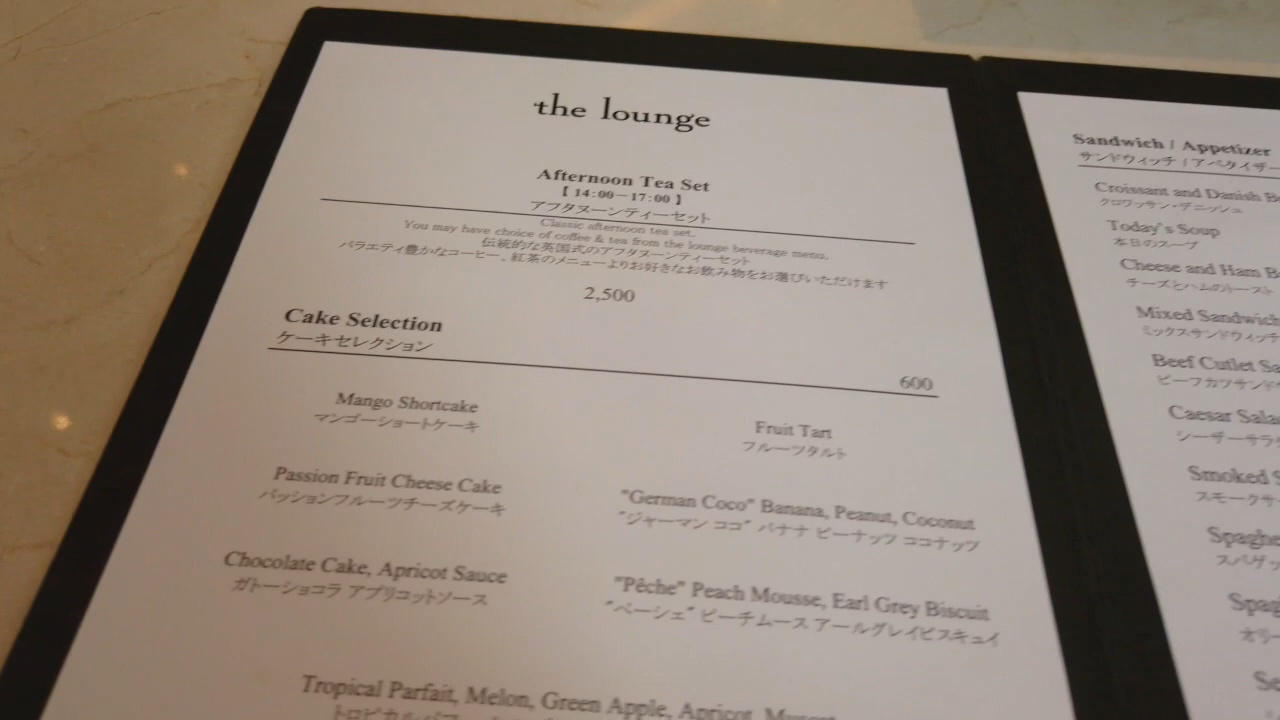 the lounge
Afternoon Tea Set
【 14:00－17:00 】
アフタヌーンティーセット
Classic afternoon tea set.
You may have choice of coffee & tea from the lounge beverage menu.
伝統的な英国式のアフタヌーンティーセット
バラエティ豊かなコーヒー、紅茶のメニューよりお好きなお飲み物をお選びいただけます
2,500
Cake Selection
ケーキセレクション
600
Mango Shortcake
マンゴーショートケーキ
Fruit Tart
フルーツタルト
Passion Fruit Cheese Cake
パッションフルーツチーズケーキ
"German Coco" Banana, Peanut, Coconut
"ジャーマン ココ" バナナ ピーナッツ ココナッツ
Chocolate Cake, Apricot Sauce
ガトーショコラ アプリコットソース
"Pêche" Peach Mousse, Earl Grey Biscuit
"ペーシェ" ピーチムース アールグレイビスキュイ
Tropical Parfait, Melon, Green Apple, Apricot,
Sandwich / Appetizer
サンドウィッチ / アペタイザー
Croissant and Danish
クロワッサン・デニッシュ
Today's Soup
本日のスープ
Cheese and Ham
チーズとハムのトースト
Mixed Sandwich
ミックスサンドウィッチ
Beef Cutlet
ビーフカツサンド
Caesar
シーザーサラ
Smoked
スモークサ